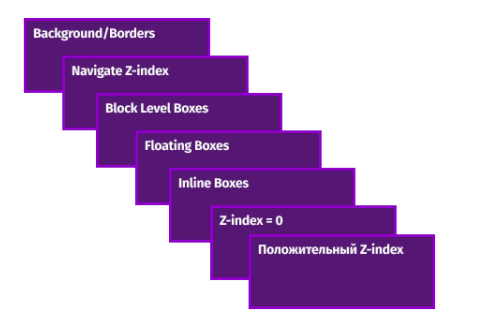 Background/Borders
Navigate Z-index
Block Level Boxes
Floating Boxes
Inline Boxes
Z-index = 0
Положительный Z-index